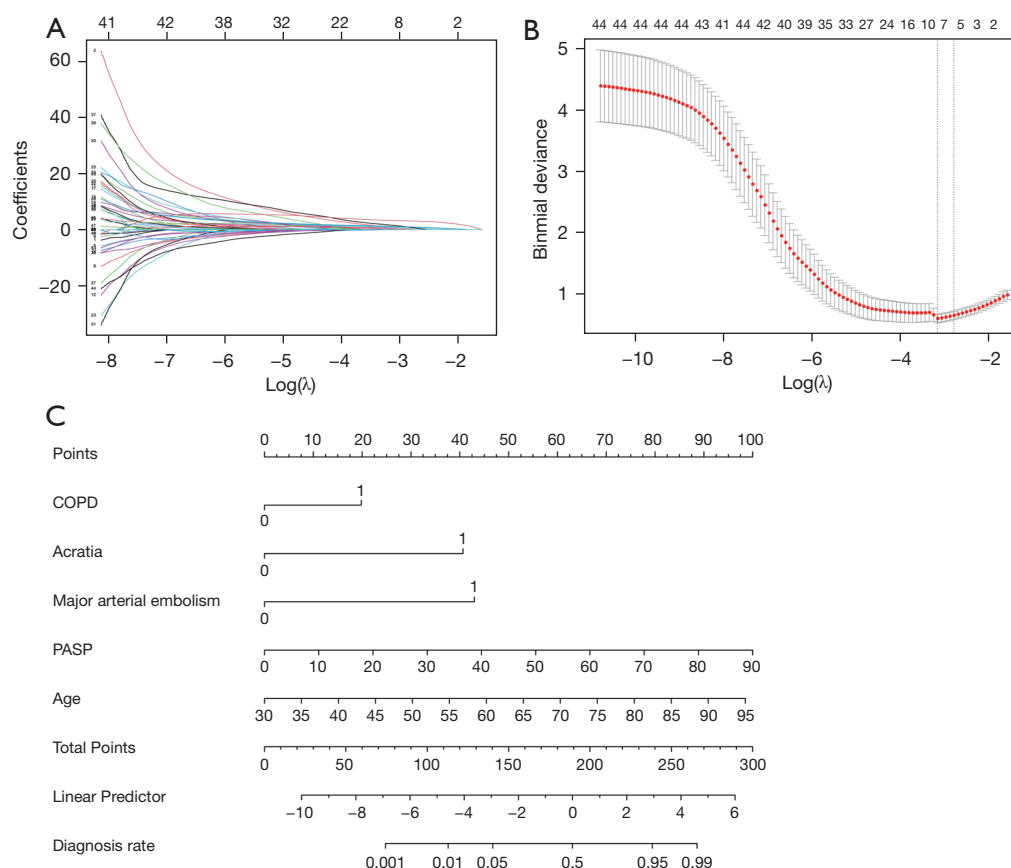 A
41 42 38 32 22 8 2
60
40
20
0
−20
Coefficients
−8 −7 −6 −5 −4 −3 −2
Log(λ)
B
44 44 44 44 44 43 41 44 42 40 39 35 33 27 24 16 10 7 5 3 2
5
4
3
2
1
Binmial deviance
−10 −8 −6 −4 −2
Log(λ)
C
Points 0 10 20 30 40 50 60 70 80 90 100
COPD 0 1
Acratia 0 1
Major arterial embolism 0 1
PASP 0 10 20 30 40 50 60 70 80 90
Age 30 35 40 45 50 55 60 65 70 75 80 85 90 95
Total Points 0 50 100 150 200 250 300
Linear Predictor −10 −8 −6 −4 −2 0 2 4 6
Diagnosis rate 0.001 0.01 0.05 0.5 0.95 0.99